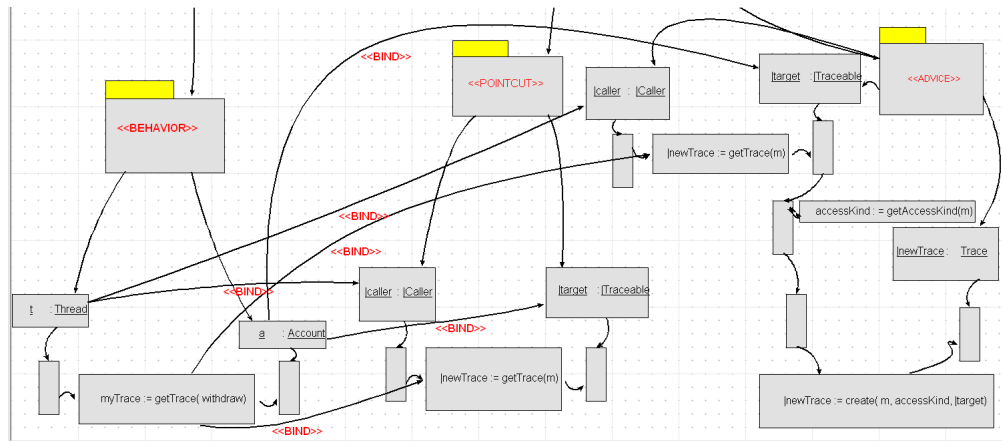 <<BIND>>
|target : |Traceable
<<ADVICE>>
<<POINTCUT>>
|caller : |Caller
<<BEHAVIOR>>
|newTrace := getTrace(m)
accessKind : = getAccessKind(m)
<<BIND>>
|newTrace : Trace
<<BIND>>
<<BIND>>
|caller : |Caller
|target : |Traceable
<<BIND>>
t : Thread
a : Account
<<BIND>>
|newTrace := getTrace(m)
myTrace := getTrace( withdraw)
|newTrace := create( m, accessKind, |target)
<<BIND>>